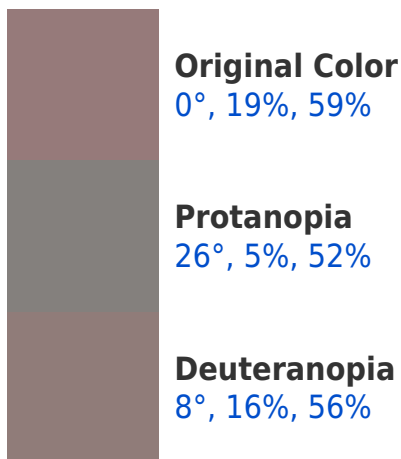 Original Color
0°, 19%, 59%
Protanopia
26°, 5%, 52%
Deuteranopia
8°, 16%, 56%